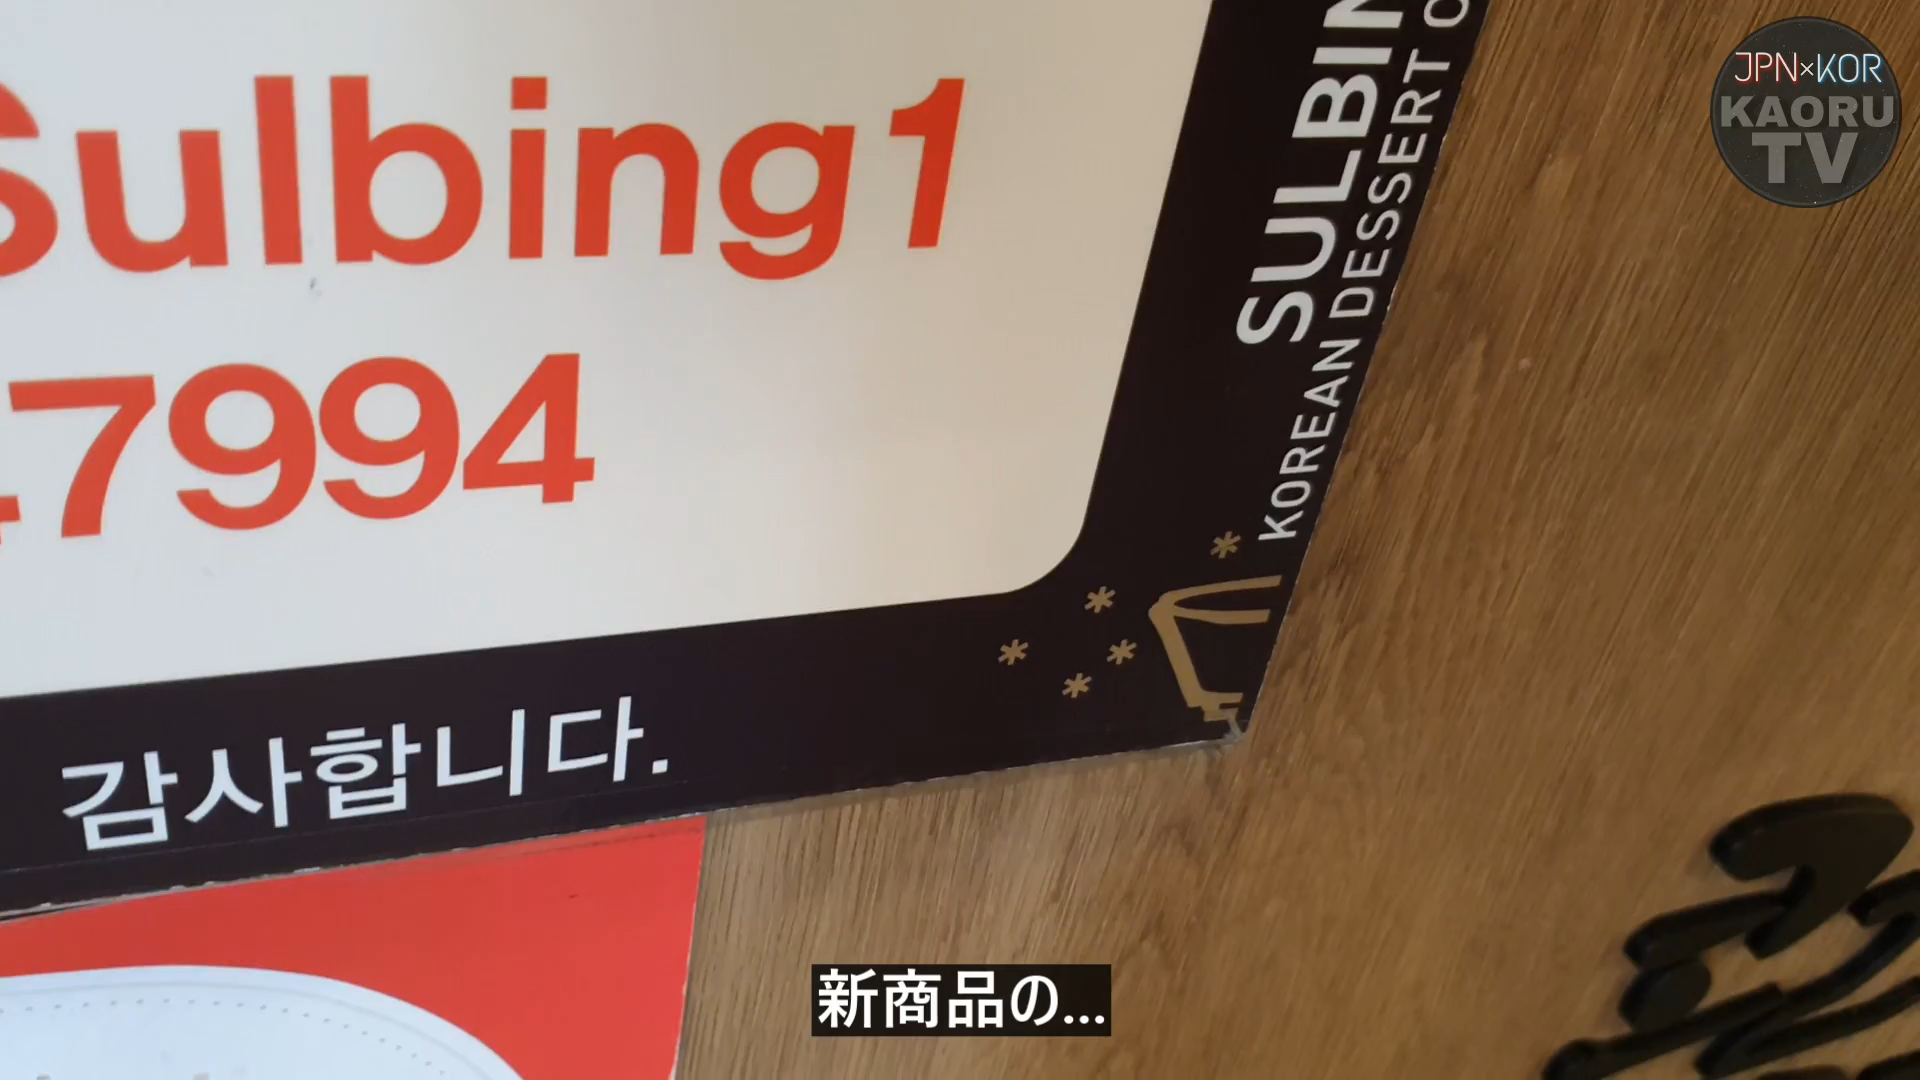 Sulbing1
7994
감사합니다.
SULBIN
KOREAN DESSERT
JPN×KOR
KAORU
TV
新商品の...